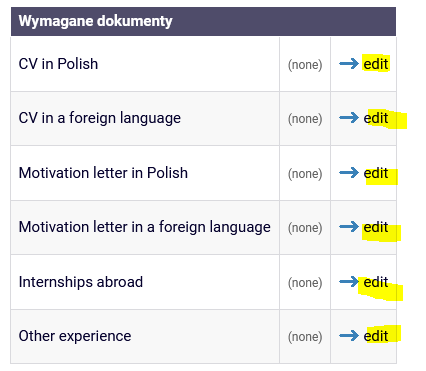 Wymagane dokumenty
CV in Polish (none) → edit
CV in a foreign language (none) → edit
Motivation letter in Polish (none) → edit
Motivation letter in a foreign language (none) → edit
Internships abroad (none) → edit
Other experience (none) → edit